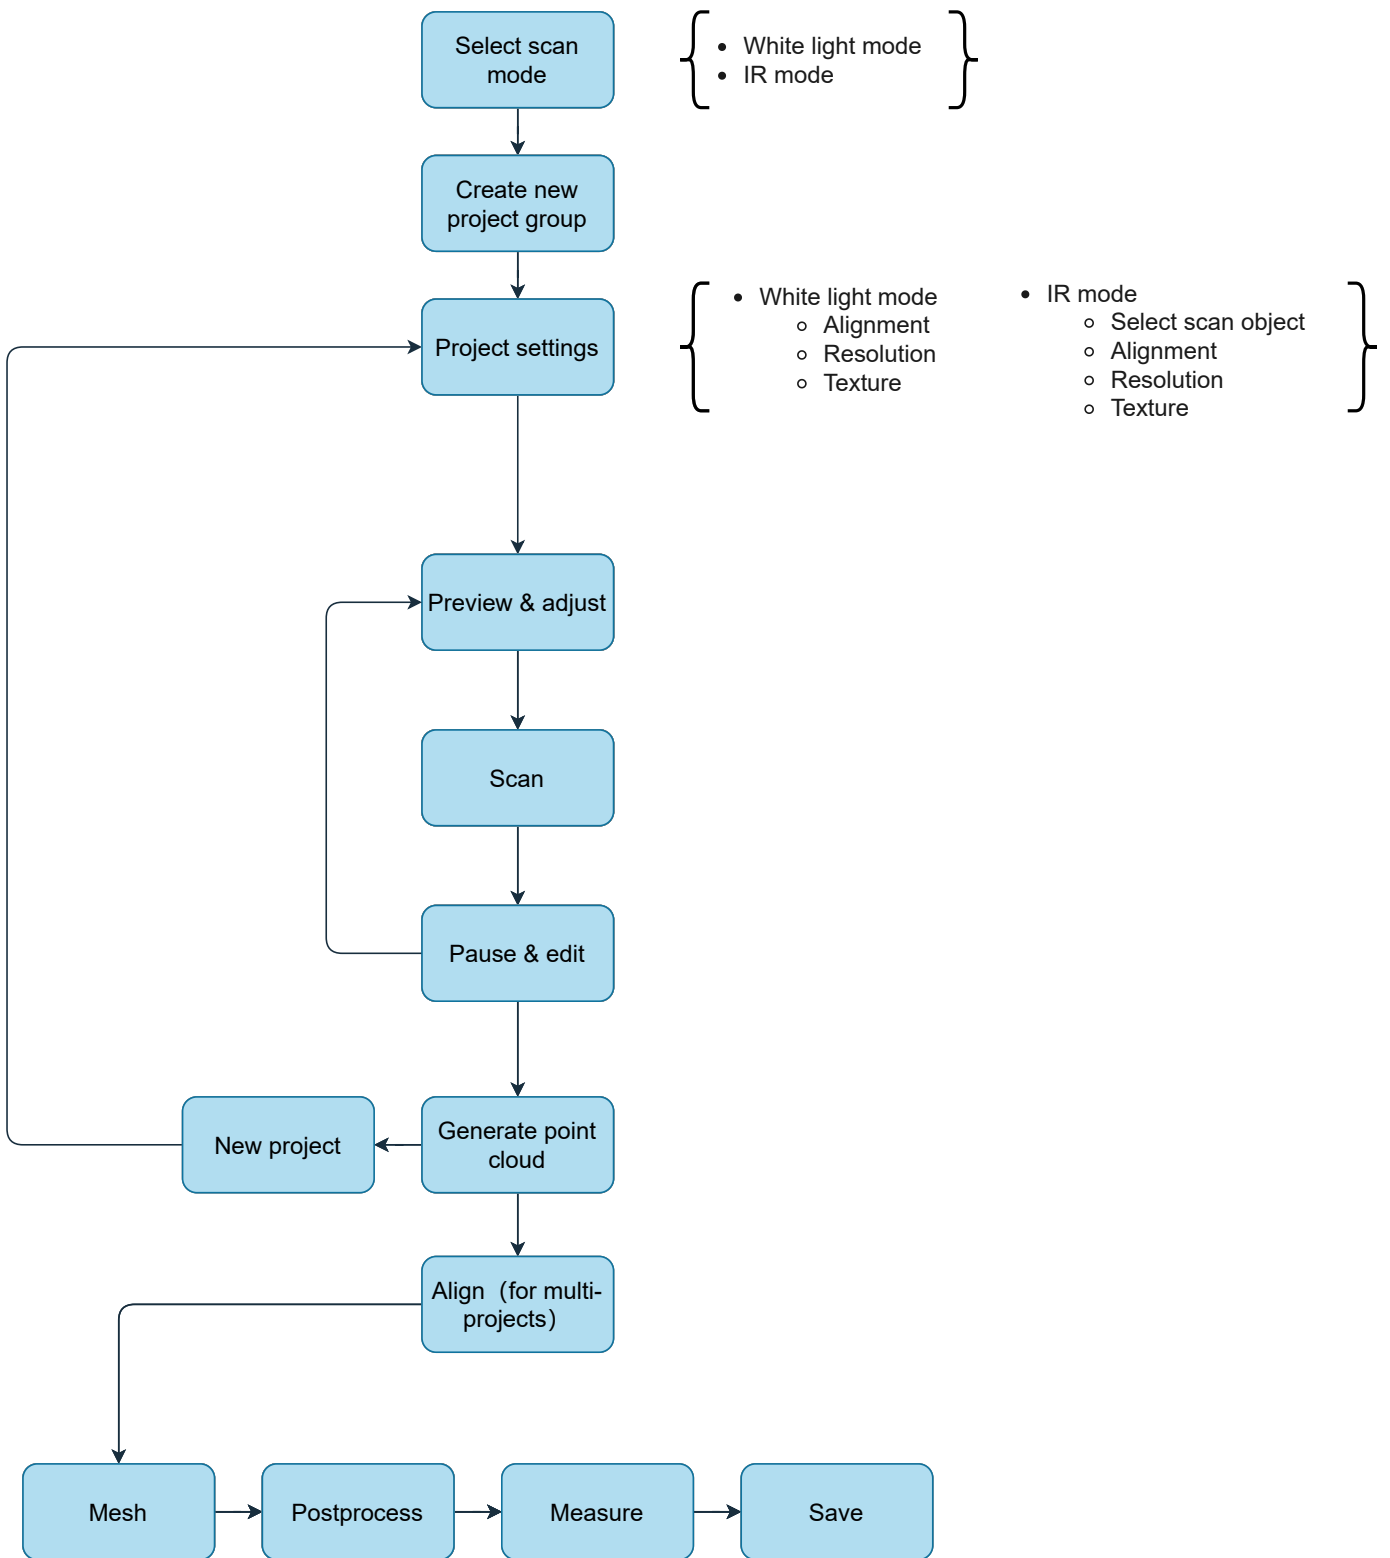 Select scan
mode
• White light mode
• IR mode
Create new
project group
Project settings
• White light mode
◦ Alignment
◦ Resolution
◦ Texture
• IR mode
◦ Select scan object
◦ Alignment
◦ Resolution
◦ Texture
Preview & adjust
Scan
Pause & edit
New project
Generate point
cloud
Align（for multi-
projects）
Mesh
Postprocess
Measure
Save